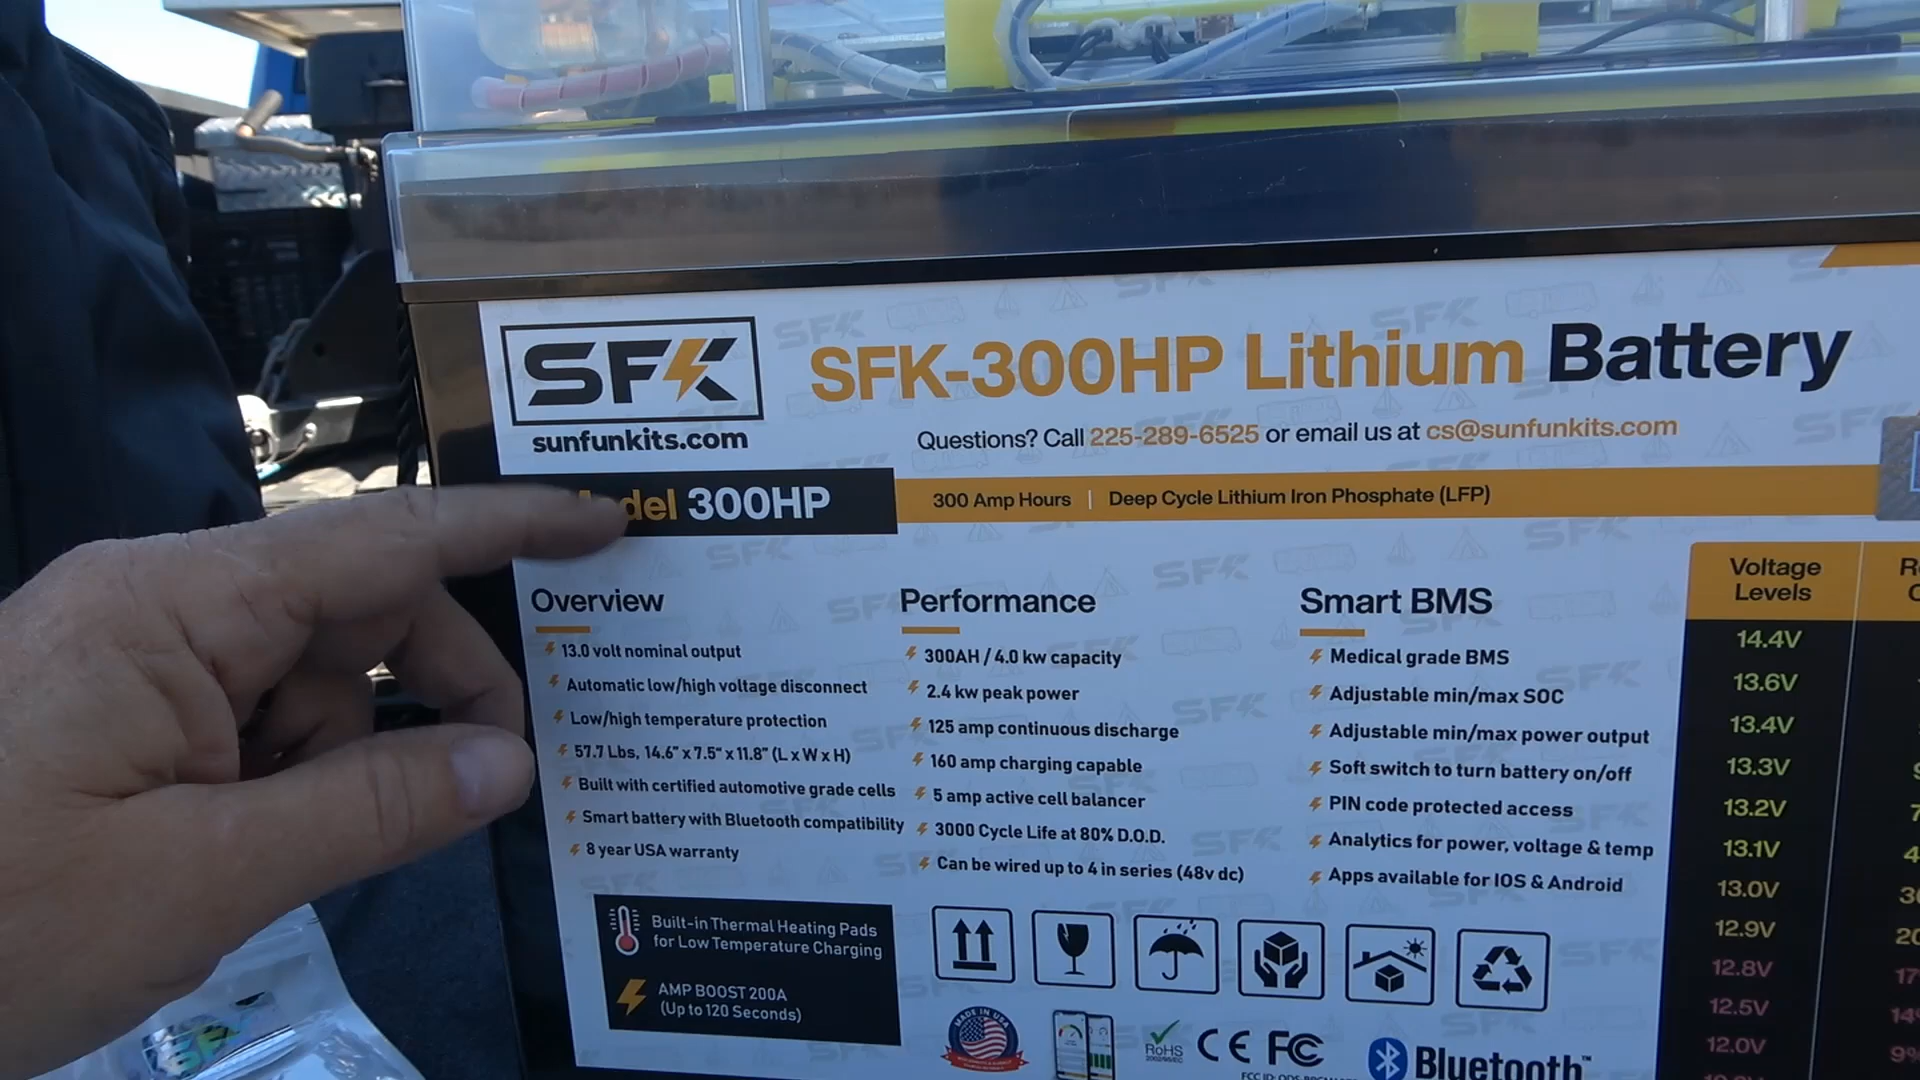 SFK
sunfunkits.com
SFK-300HP Lithium Battery
Questions? Call 225-289-6525 or email us at cs@sunfunkits.com
300HP
300 Amp Hours | Deep Cycle Lithium Iron Phosphate (LFP)
Overview
13.0 volt nominal output
Automatic low/high voltage disconnect
Low/high temperature protection
57.7 Lbs, 14.6" x 7.5" x 11.8" (L x W x H)
Built with certified automotive grade cells
Smart battery with Bluetooth compatibility
8 year USA warranty
Built-in Thermal Heating Pads
for Low Temperature Charging
AMP BOOST 200A
(Up to 120 Seconds)
Performance
300AH / 4.0 kw capacity
2.4 kw peak power
125 amp continuous discharge
160 amp charging capable
5 amp active cell balancer
3000 Cycle Life at 80% D.O.D.
Can be wired up to 4 in series (48v dc)
Smart BMS
Medical grade BMS
Adjustable min/max SOC
Adjustable min/max power output
Soft switch to turn battery on/off
PIN code protected access
Analytics for power, voltage & temp
Apps available for IOS & Android
MADE IN USA
RoHS
CE FC
Bluetooth™
Voltage
Levels
14.4V
13.6V
13.4V
13.3V
13.2V
13.1V
13.0V
12.9V
12.8V
12.5V
12.0V